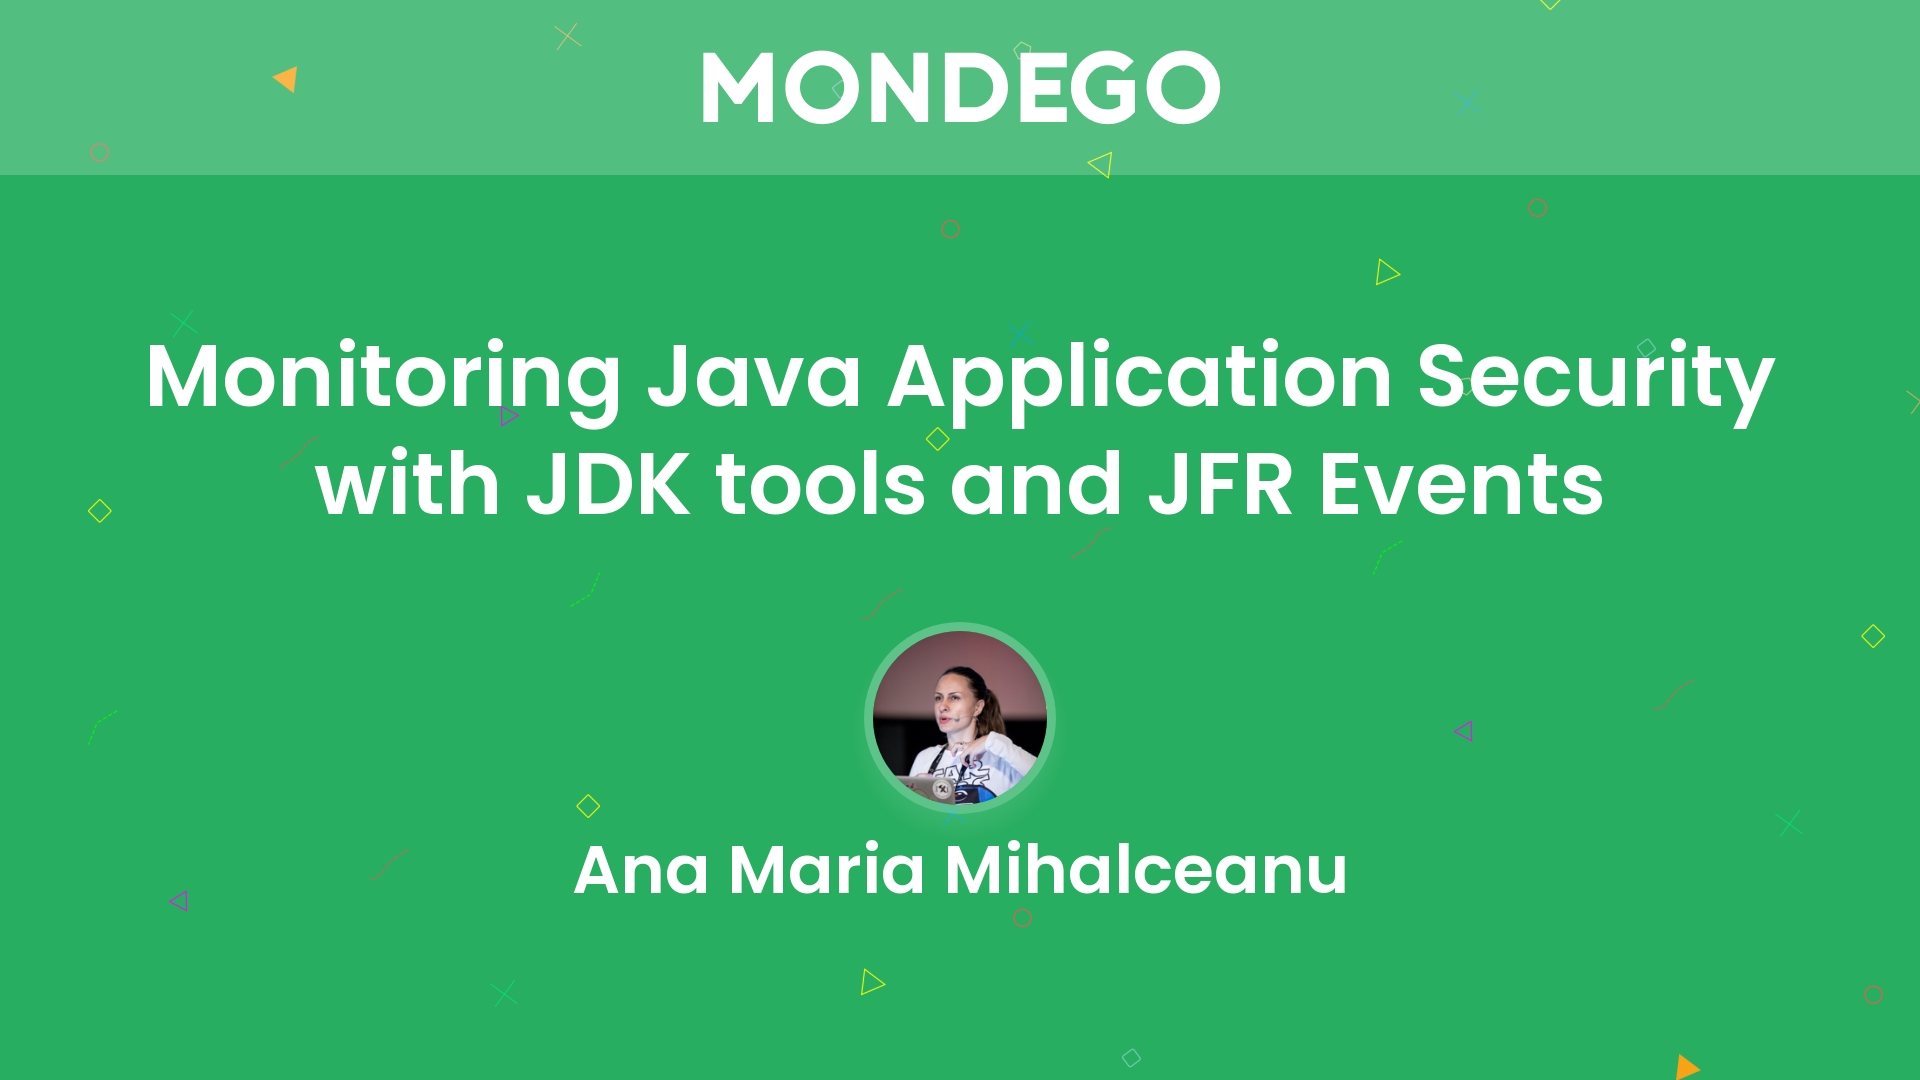 MONDEGO
Monitoring Java Application Security
with JDK tools and JFR Events
Ana Maria Mihalceanu